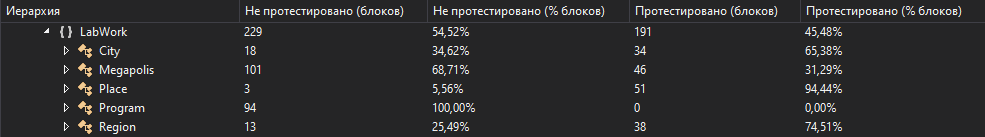 Иерархия Не протестировано (блоков) Не протестировано (% блоков) Протестировано (блоков) Протестировано (% блоков)
{ } LabWork 229 54,52% 191 45,48%
City 18 34,62% 34 65,38%
Megapolis 101 68,71% 46 31,29%
Place 3 5,56% 51 94,44%
Program 94 100,00% 0 0,00%
Region 13 25,49% 38 74,51%